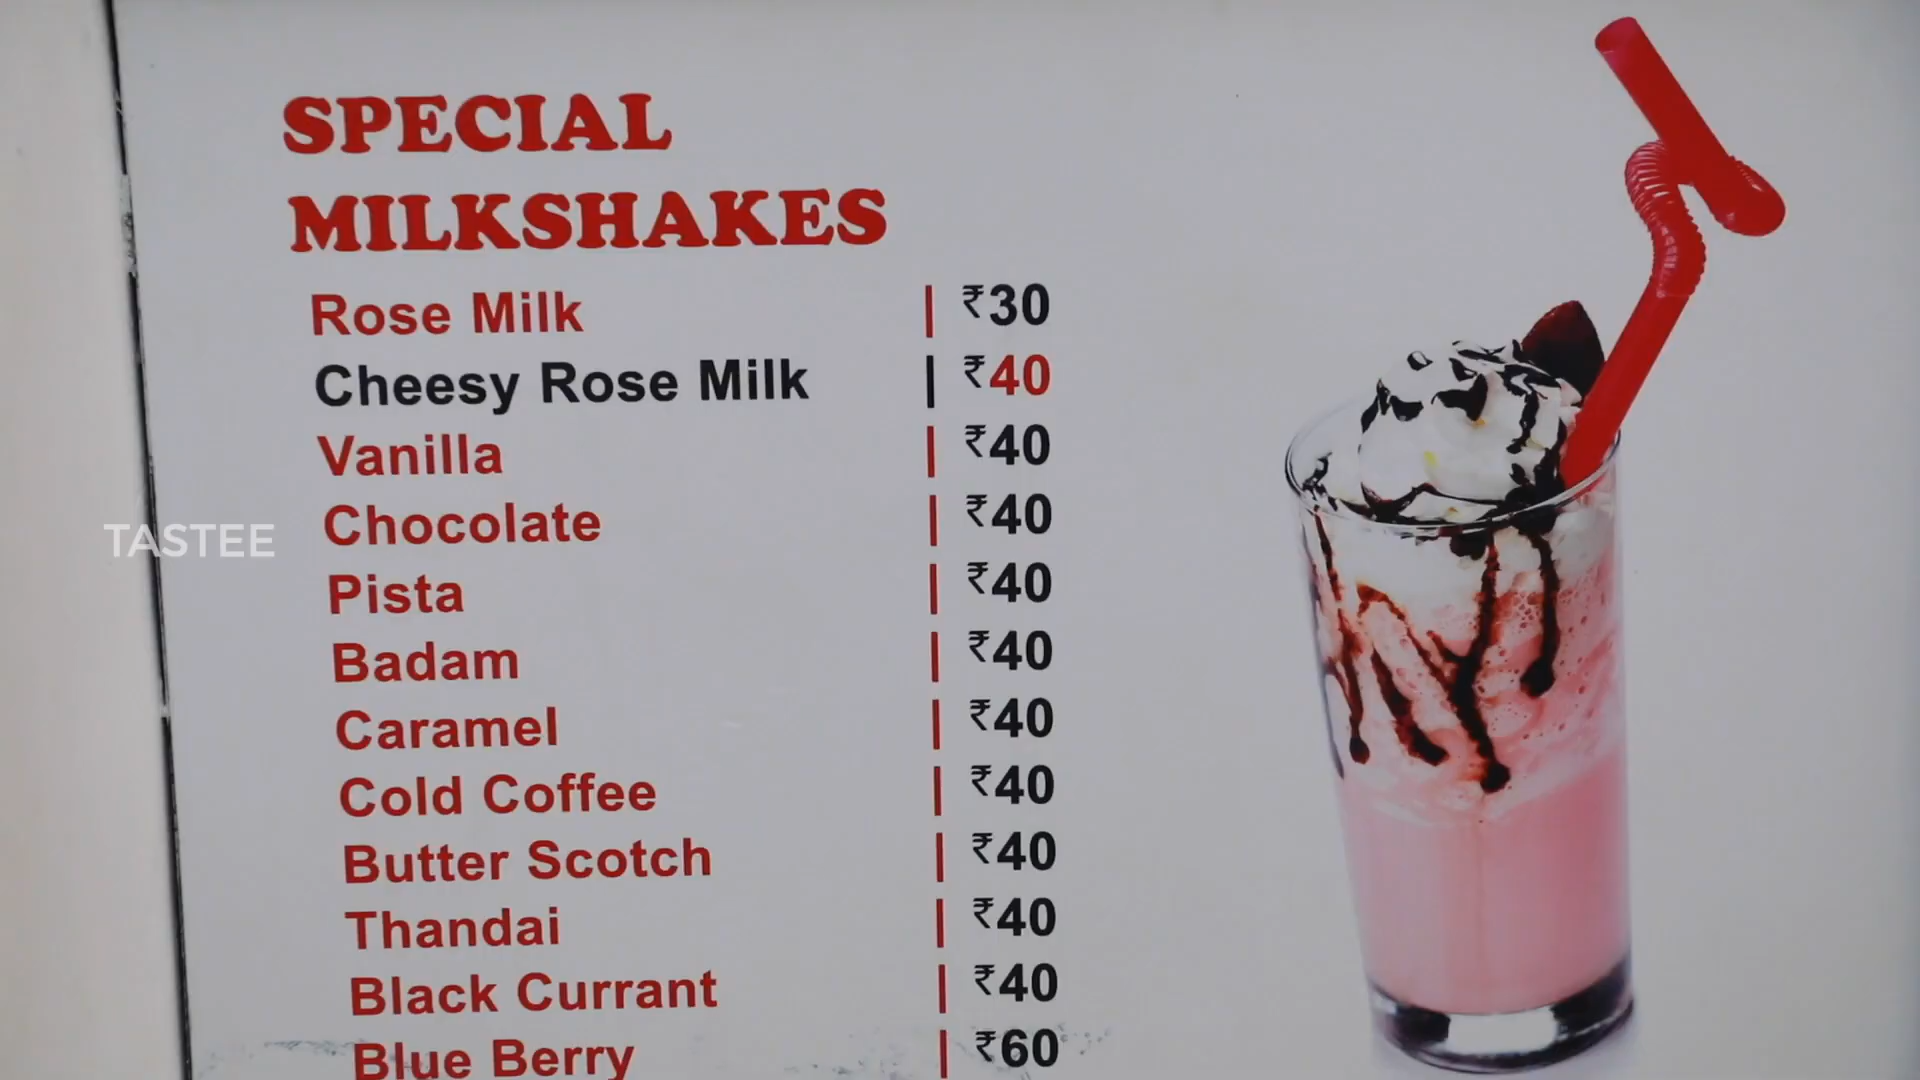 SPECIAL
MILKSHAKES
Rose Milk | ₹30
Cheesy Rose Milk | ₹40
Vanilla | ₹40
Chocolate | ₹40
Pista | ₹40
Badam | ₹40
Caramel | ₹40
Cold Coffee | ₹40
Butter Scotch | ₹40
Thandai | ₹40
Black Currant | ₹40
Blue Berry | ₹60
TASTEE